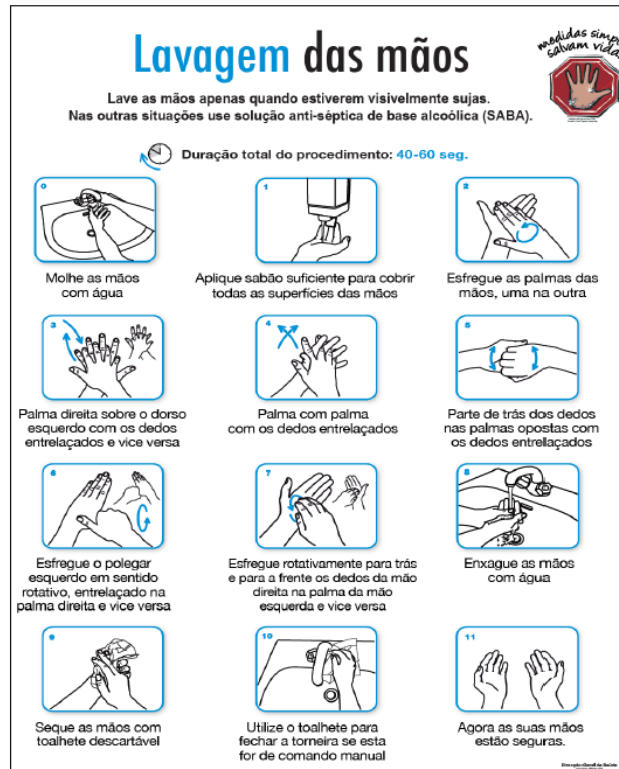 Lavagem das mãos
medidas simples
salvam vidas
Lave as mãos apenas quando estiverem visivelmente sujas.
Nas outras situações use solução anti-séptica de base alcoólica (SABA).
Duração total do procedimento: 40-60 seg.
0
Molhe as mãos
com água
1
Aplique sabão suficiente para cobrir
todas as superfícies das mãos
2
Esfregue as palmas das
mãos, uma na outra
3
Palma direita sobre o dorso
esquerdo com os dedos
entrelaçados e vice versa
4
Palma com palma
com os dedos entrelaçados
5
Parte de trás dos dedos
nas palmas opostas com
os dedos entrelaçados
6
Esfregue o polegar
esquerdo em sentido
rotativo, entrelaçado na
palma direita e vice versa
7
Esfregue rotativamente para trás
e para a frente os dedos da mão
direita na palma da mão
esquerda e vice versa
8
Enxague as mãos
com água
9
Seque as mãos com
toalhete descartável
10
Utilize o toalhete para
fechar a torneira se esta
for de comando manual
11
Agora as suas mãos
estão seguras.
Direcção-Geral da Saúde